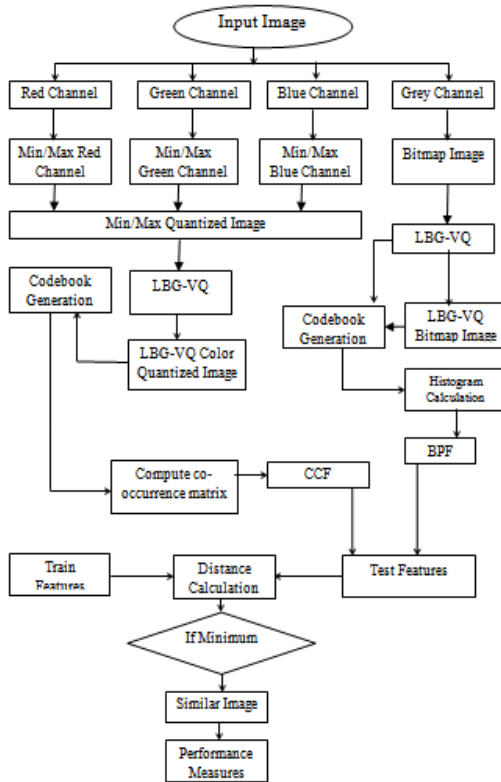 Input Image
Red Channel
Green Channel
Blue Channel
Grey Channel
Min/Max Red
Channel
Min/Max
Green Channel
Min/Max
Blue Channel
Bitmap Image
Min/Max Quantized Image
LBG-VQ
Codebook
Generation
LBG-VQ
LBG-VQ Color
Quantized Image
Codebook
Generation
LBG-VQ
Bitmap Image
Histogram
Calculation
BPF
Compute co-
occurrence matrix
CCF
Train
Features
Distance
Calculation
Test Features
If Minimum
Similar Image
Performance
Measures